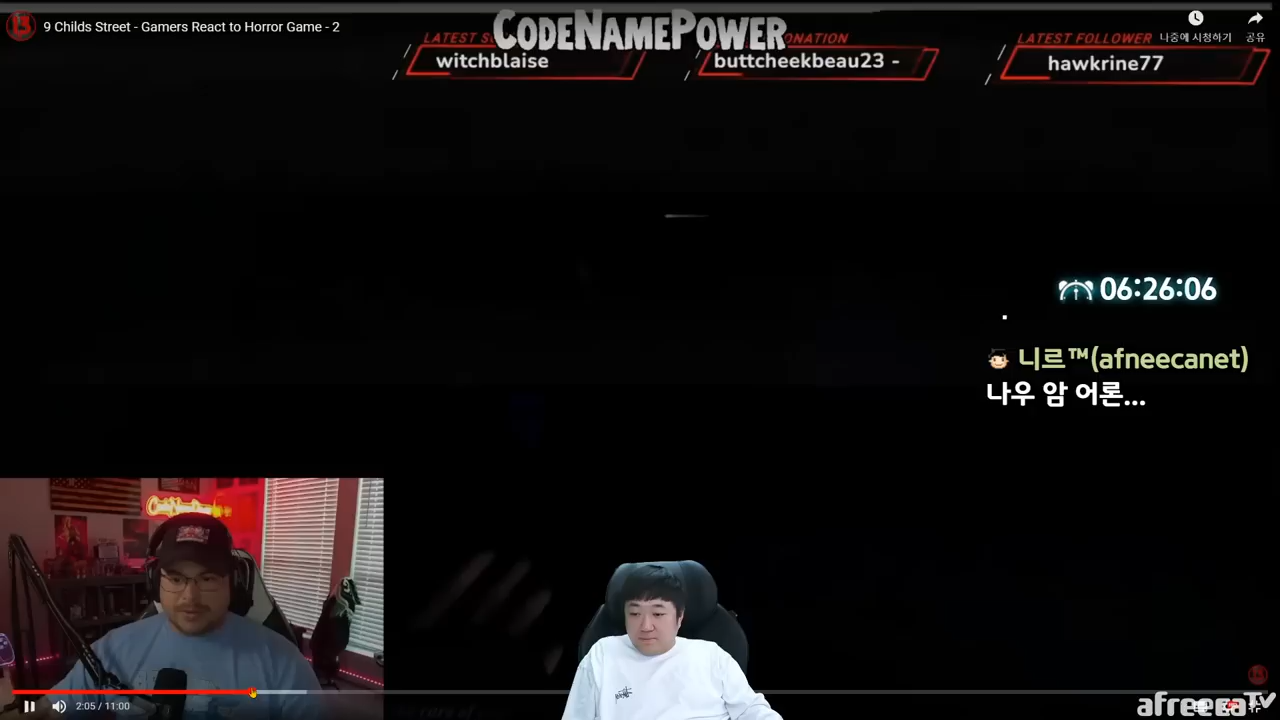 9 Childs Street - Gamers React to Horror Game - 2
CODENAMEPOWER
나중에 시청하기
공유
LATEST
witchblaise
buttcheekbeau23 -
LATEST FOLLOWER
hawkrine77
06:26:06
.
니르™(afneecanet)
나우 암 어론...
2:05 / 11:00
afreecaTV